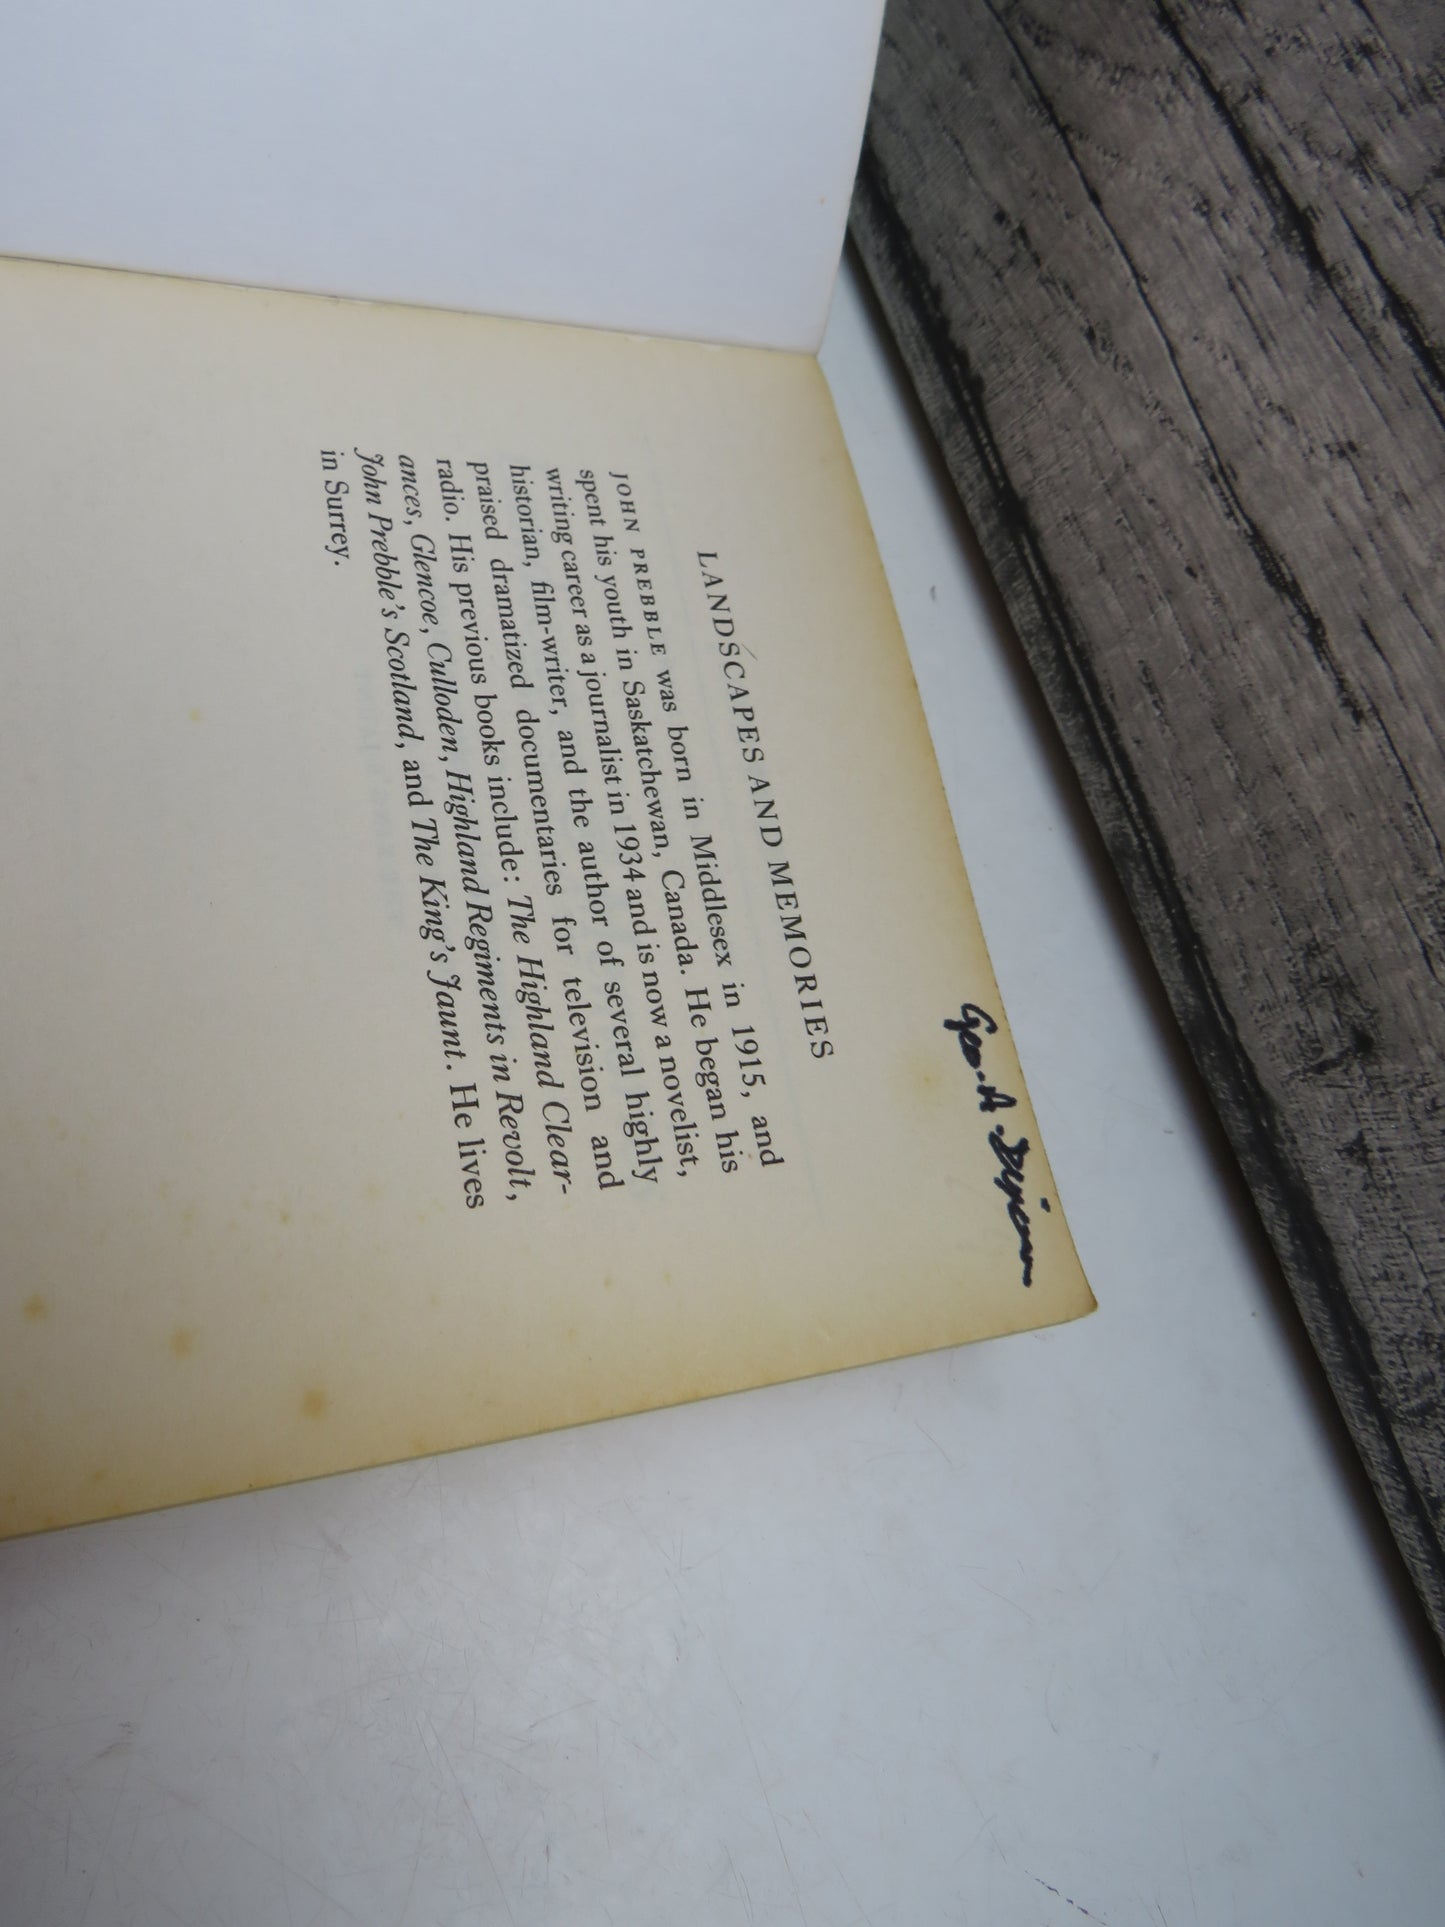 Geo. A.
LANDSCAPES AND MEMORIES
JOHN PREBBLE was born in Middlesex in 1915, and
spent his youth in Saskatchewan, Canada. He began his
writing career as a journalist in 1934 and is now a novelist,
historian, film-writer, and the author of several highly
praised dramatized documentaries for television and
radio. His previous books include: The Highland Clear-
ances, Glencoe, Culloden, Highland Regiments in Revolt,
John Prebble's Scotland, and The King's Jaunt. He lives
in Surrey.